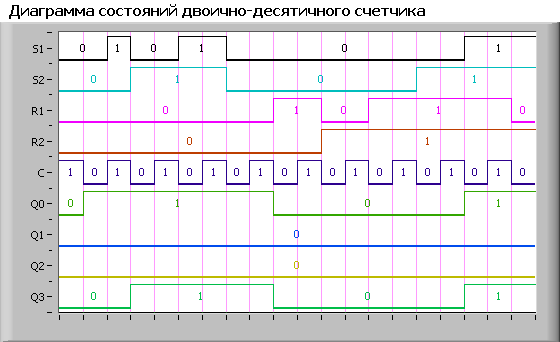 Диаграмма состояний двоично-десятичного счетчика
S1 0 1 0 1 0 1
S2 0 1 0 1
R1 0 1 0 1 0
R2 0 1
C 1 0 1 0 1 0 1 0 1 0 1 0 1 0 1 0 1 0 1 0
Q0 0 1 0 1
Q1 0
Q2 0
Q3 0 1 0 1